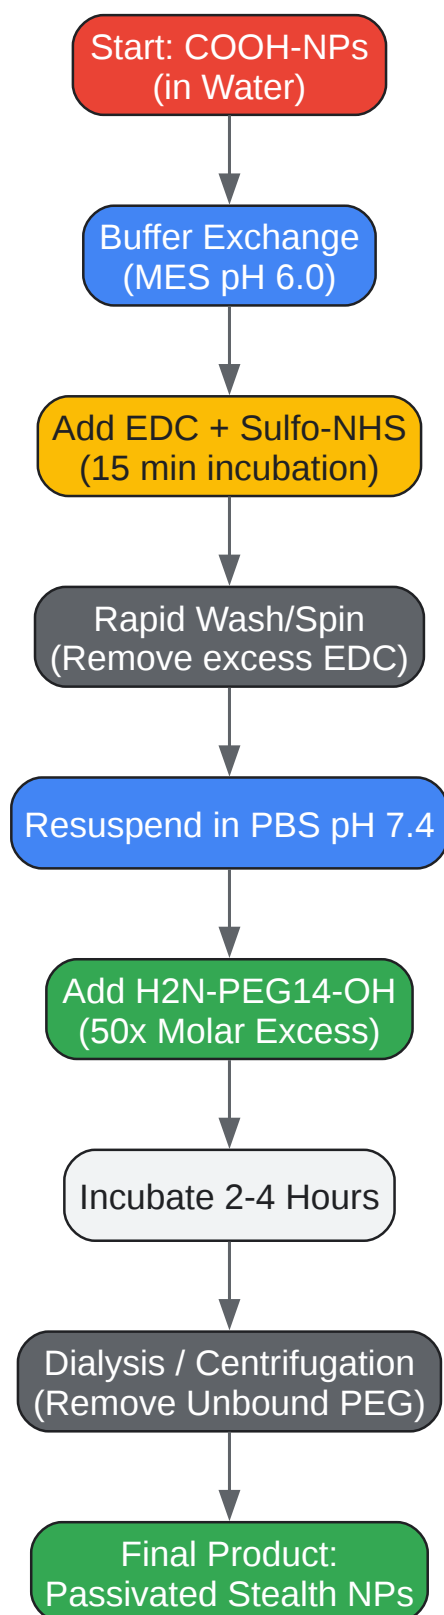 Start: COOH-NPs
(in Water)
Buffer Exchange
(MES pH 6.0)
Add EDC + Sulfo-NHS
(15 min incubation)
Rapid Wash/Spin
(Remove excess EDC)
Resuspend in PBS pH 7.4
Add H2N-PEG14-OH
(50x Molar Excess)
Incubate 2-4 Hours
Dialysis / Centrifugation
(Remove Unbound PEG)
Final Product:
Passivated Stealth NPs